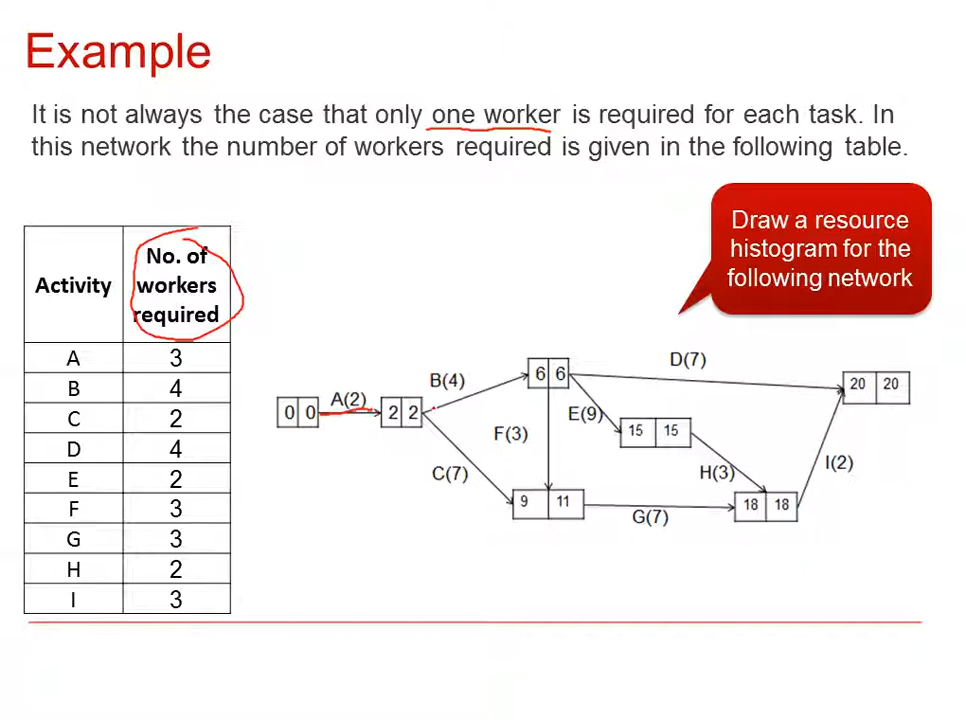 Example
It is not always the case that only one worker is required for each task. In
this network the number of workers required is given in the following table.
Draw a resource
histogram for the
following network
Activity
No. of
workers
required
A 3
B 4
C 2
D 4
E 2
F 3
G 3
H 2
I 3
0 0
A(2)
2 2
B(4)
6 6
D(7)
20 20
E(9)
15 15
F(3)
C(7)
H(3)
I(2)
9 11
G(7)
18 18